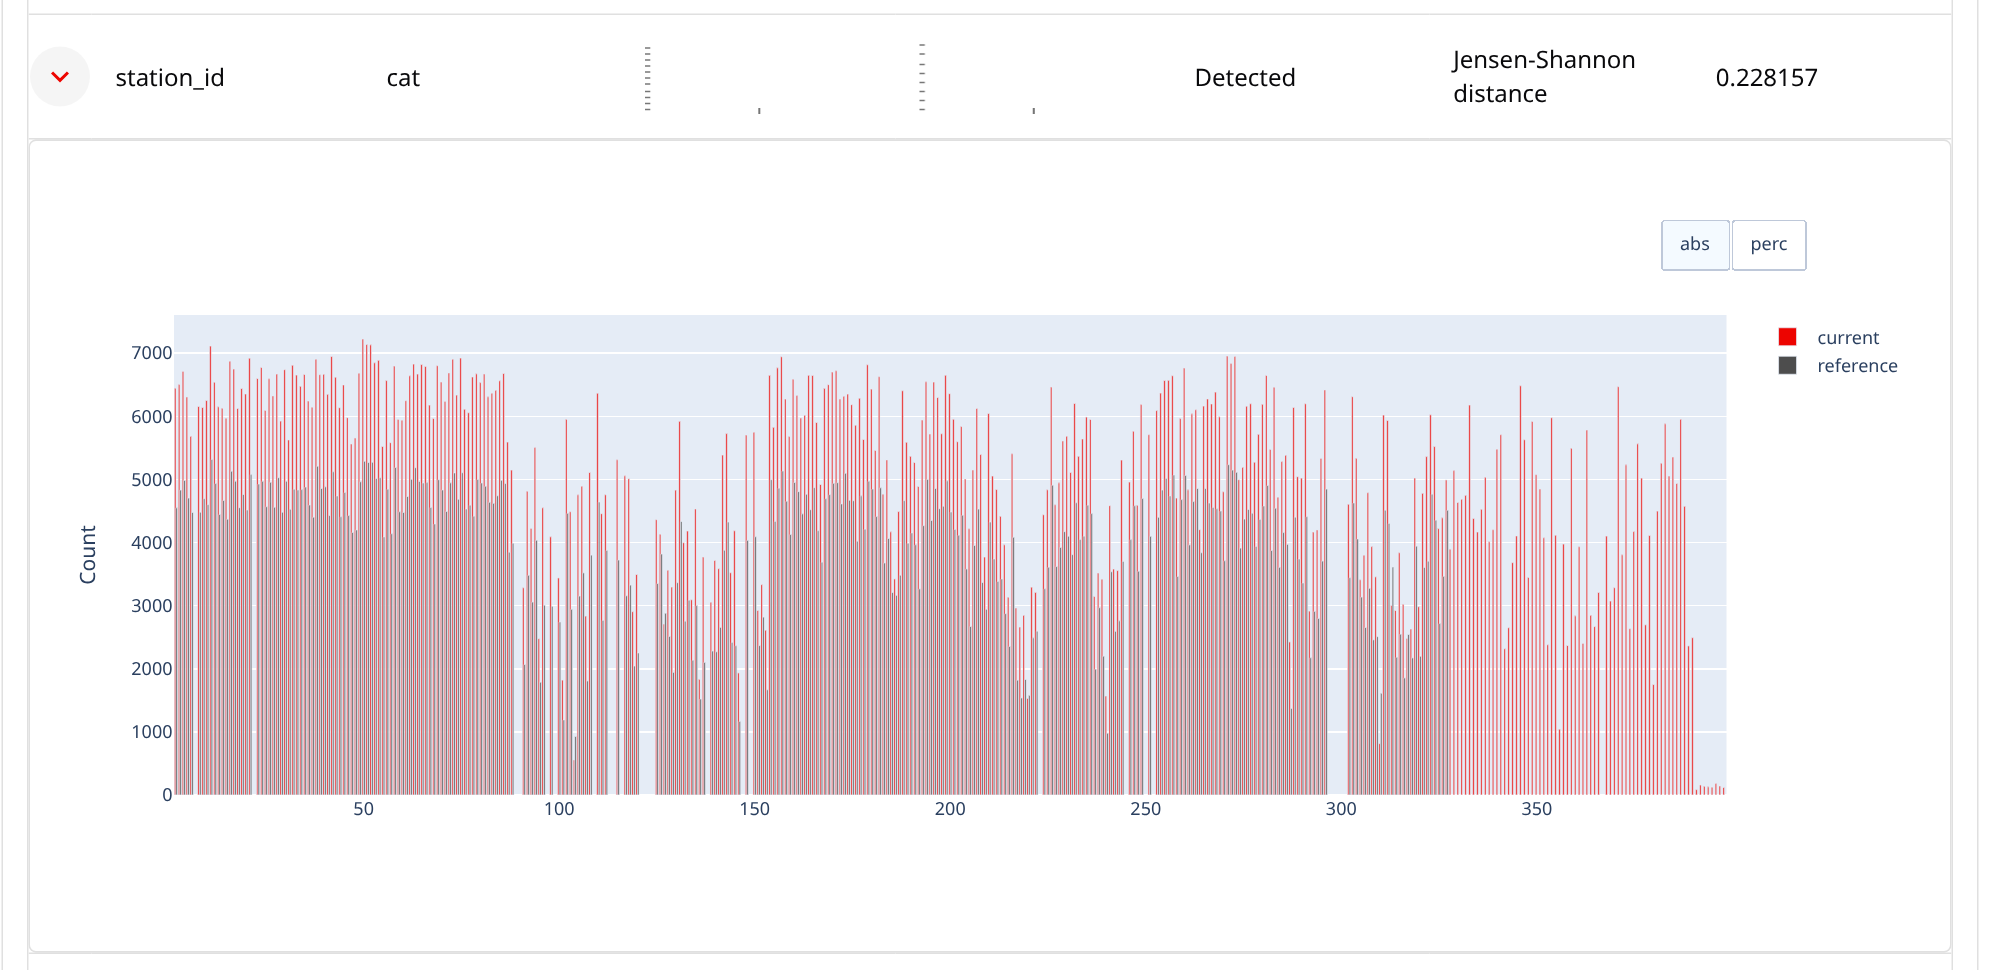 station_id cat Detected Jensen-Shannon distance 0.228157
abs perc
current
reference
Count
7000
6000
5000
4000
3000
2000
1000
0
50 100 150 200 250 300 350